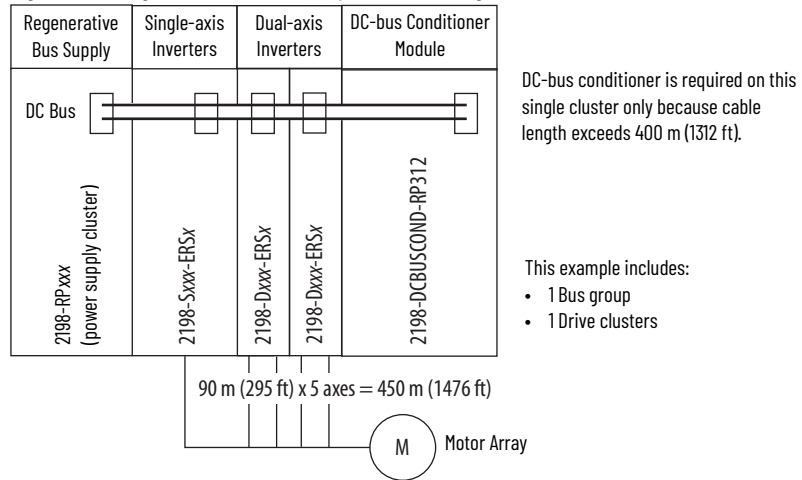 Regenerative
Bus Supply
Single-axis
Inverters
Dual-axis
Inverters
DC-bus Conditioner
Module
DC Bus
2198-RPxxx
(power supply cluster)
2198-Sxxx-ERSx
2198-Dxxx-ERSx
2198-Dxxx-ERSx
2198-DCBUSCOND-RP312
DC-bus conditioner is required on this
single cluster only because cable
length exceeds 400 m (1312 ft).
This example includes:
• 1 Bus group
• 1 Drive clusters
90 m (295 ft) x 5 axes = 450 m (1476 ft)
M
Motor Array